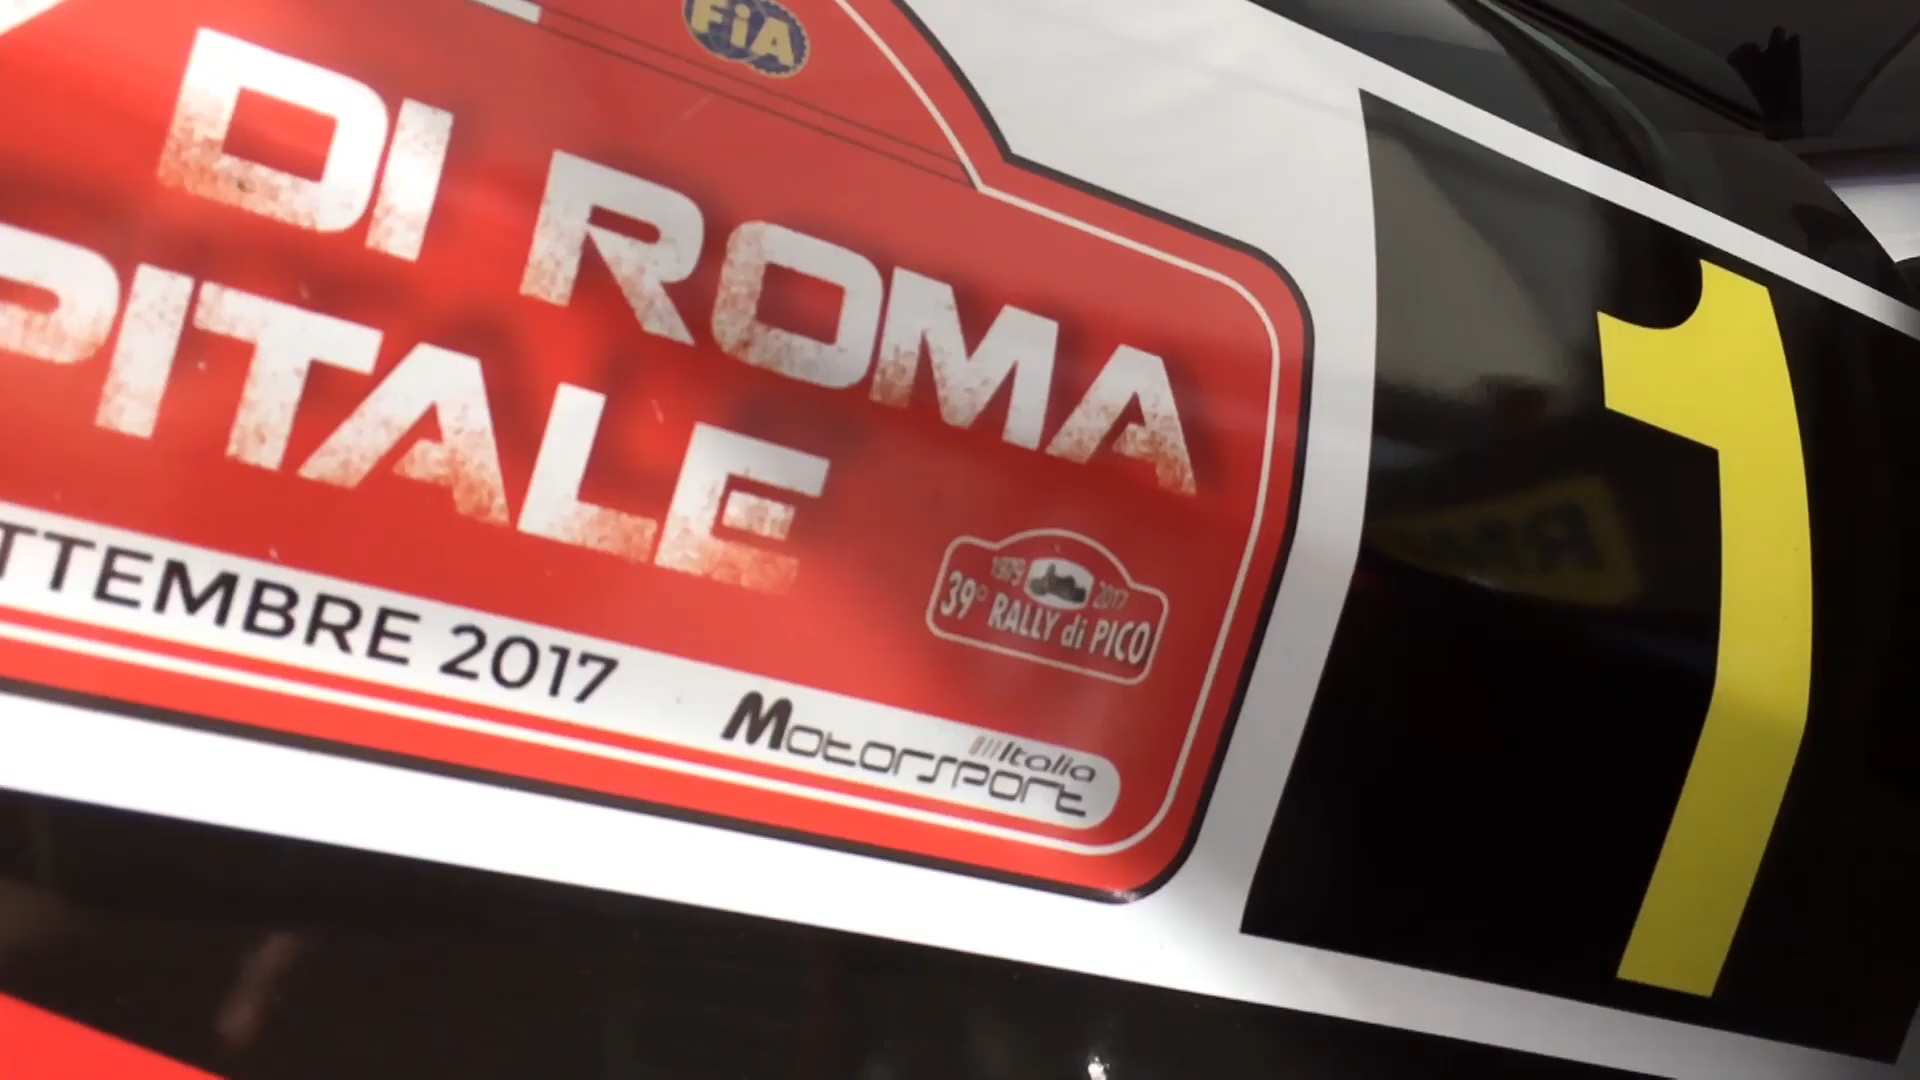 FiA
DI ROMA
PITALE
1979 2017
39° RALLY di PICO
TTEMBRE 2017
Motorsport
Italia
1